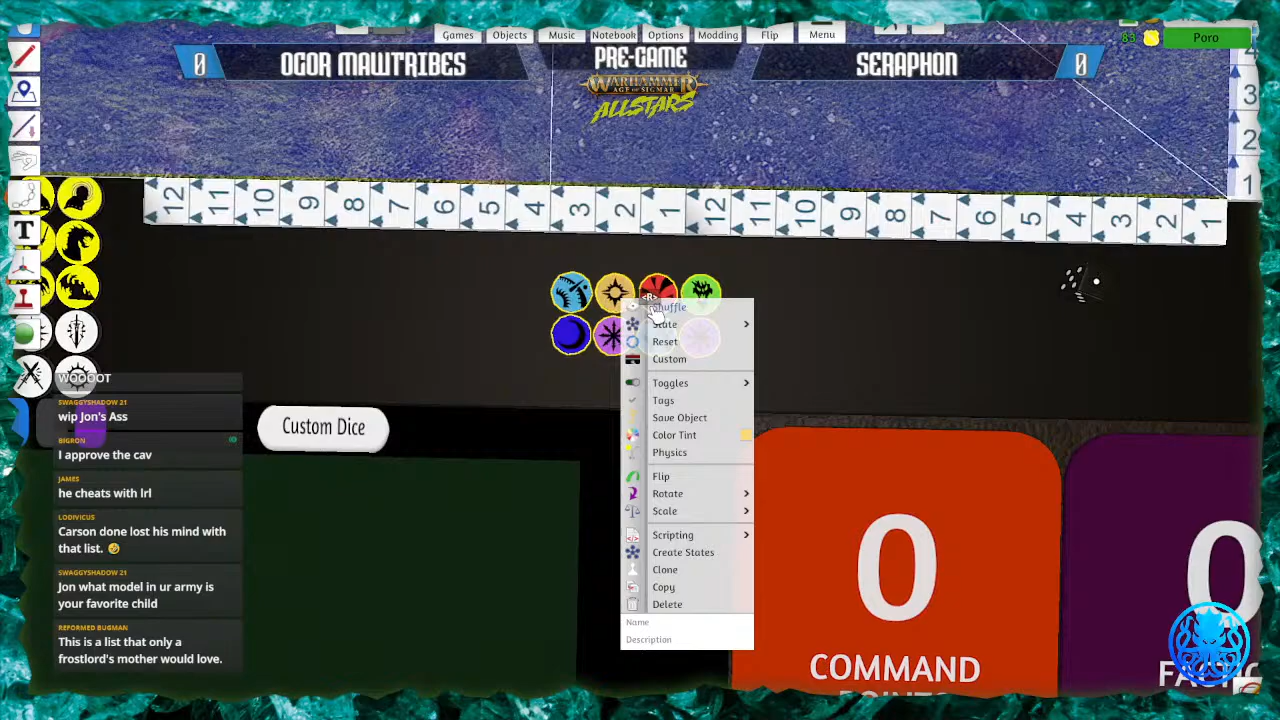 Games
Objects
Music
Notebook
Options
Modding
Flip
Menu
83
Poro
0
OGOR MAWTRIBES
PRE-GAME
SERAPHON
0
WARHAMMER
AGE OF SIGMAR
ALLSTARS
3
2
1
12
11
10
9
8
7
6
5
4
3
2
1
12
11
10
9
8
7
6
5
4
3
2
1
T
<R>
Shuffle
State
Reset
Custom
Toggles
Tags
Save Object
Color Tint
Physics
Flip
Rotate
Scale
Scripting
Create States
Clone
Copy
Delete
Name
Description
WOOOOT
SWAGGYSHADOW 21
wip Jon's Ass
BIGRON
I approve the cav
JAMES
he cheats with lrl
LODIVICUS
Carson done lost his mind with
that list.
SWAGGYSHADOW 21
Jon what model in ur army is
your favorite child
REFORMED BUGMAN
This is a list that only a
frostlord's mother would love.
Custom Dice
0
COMMAND
0